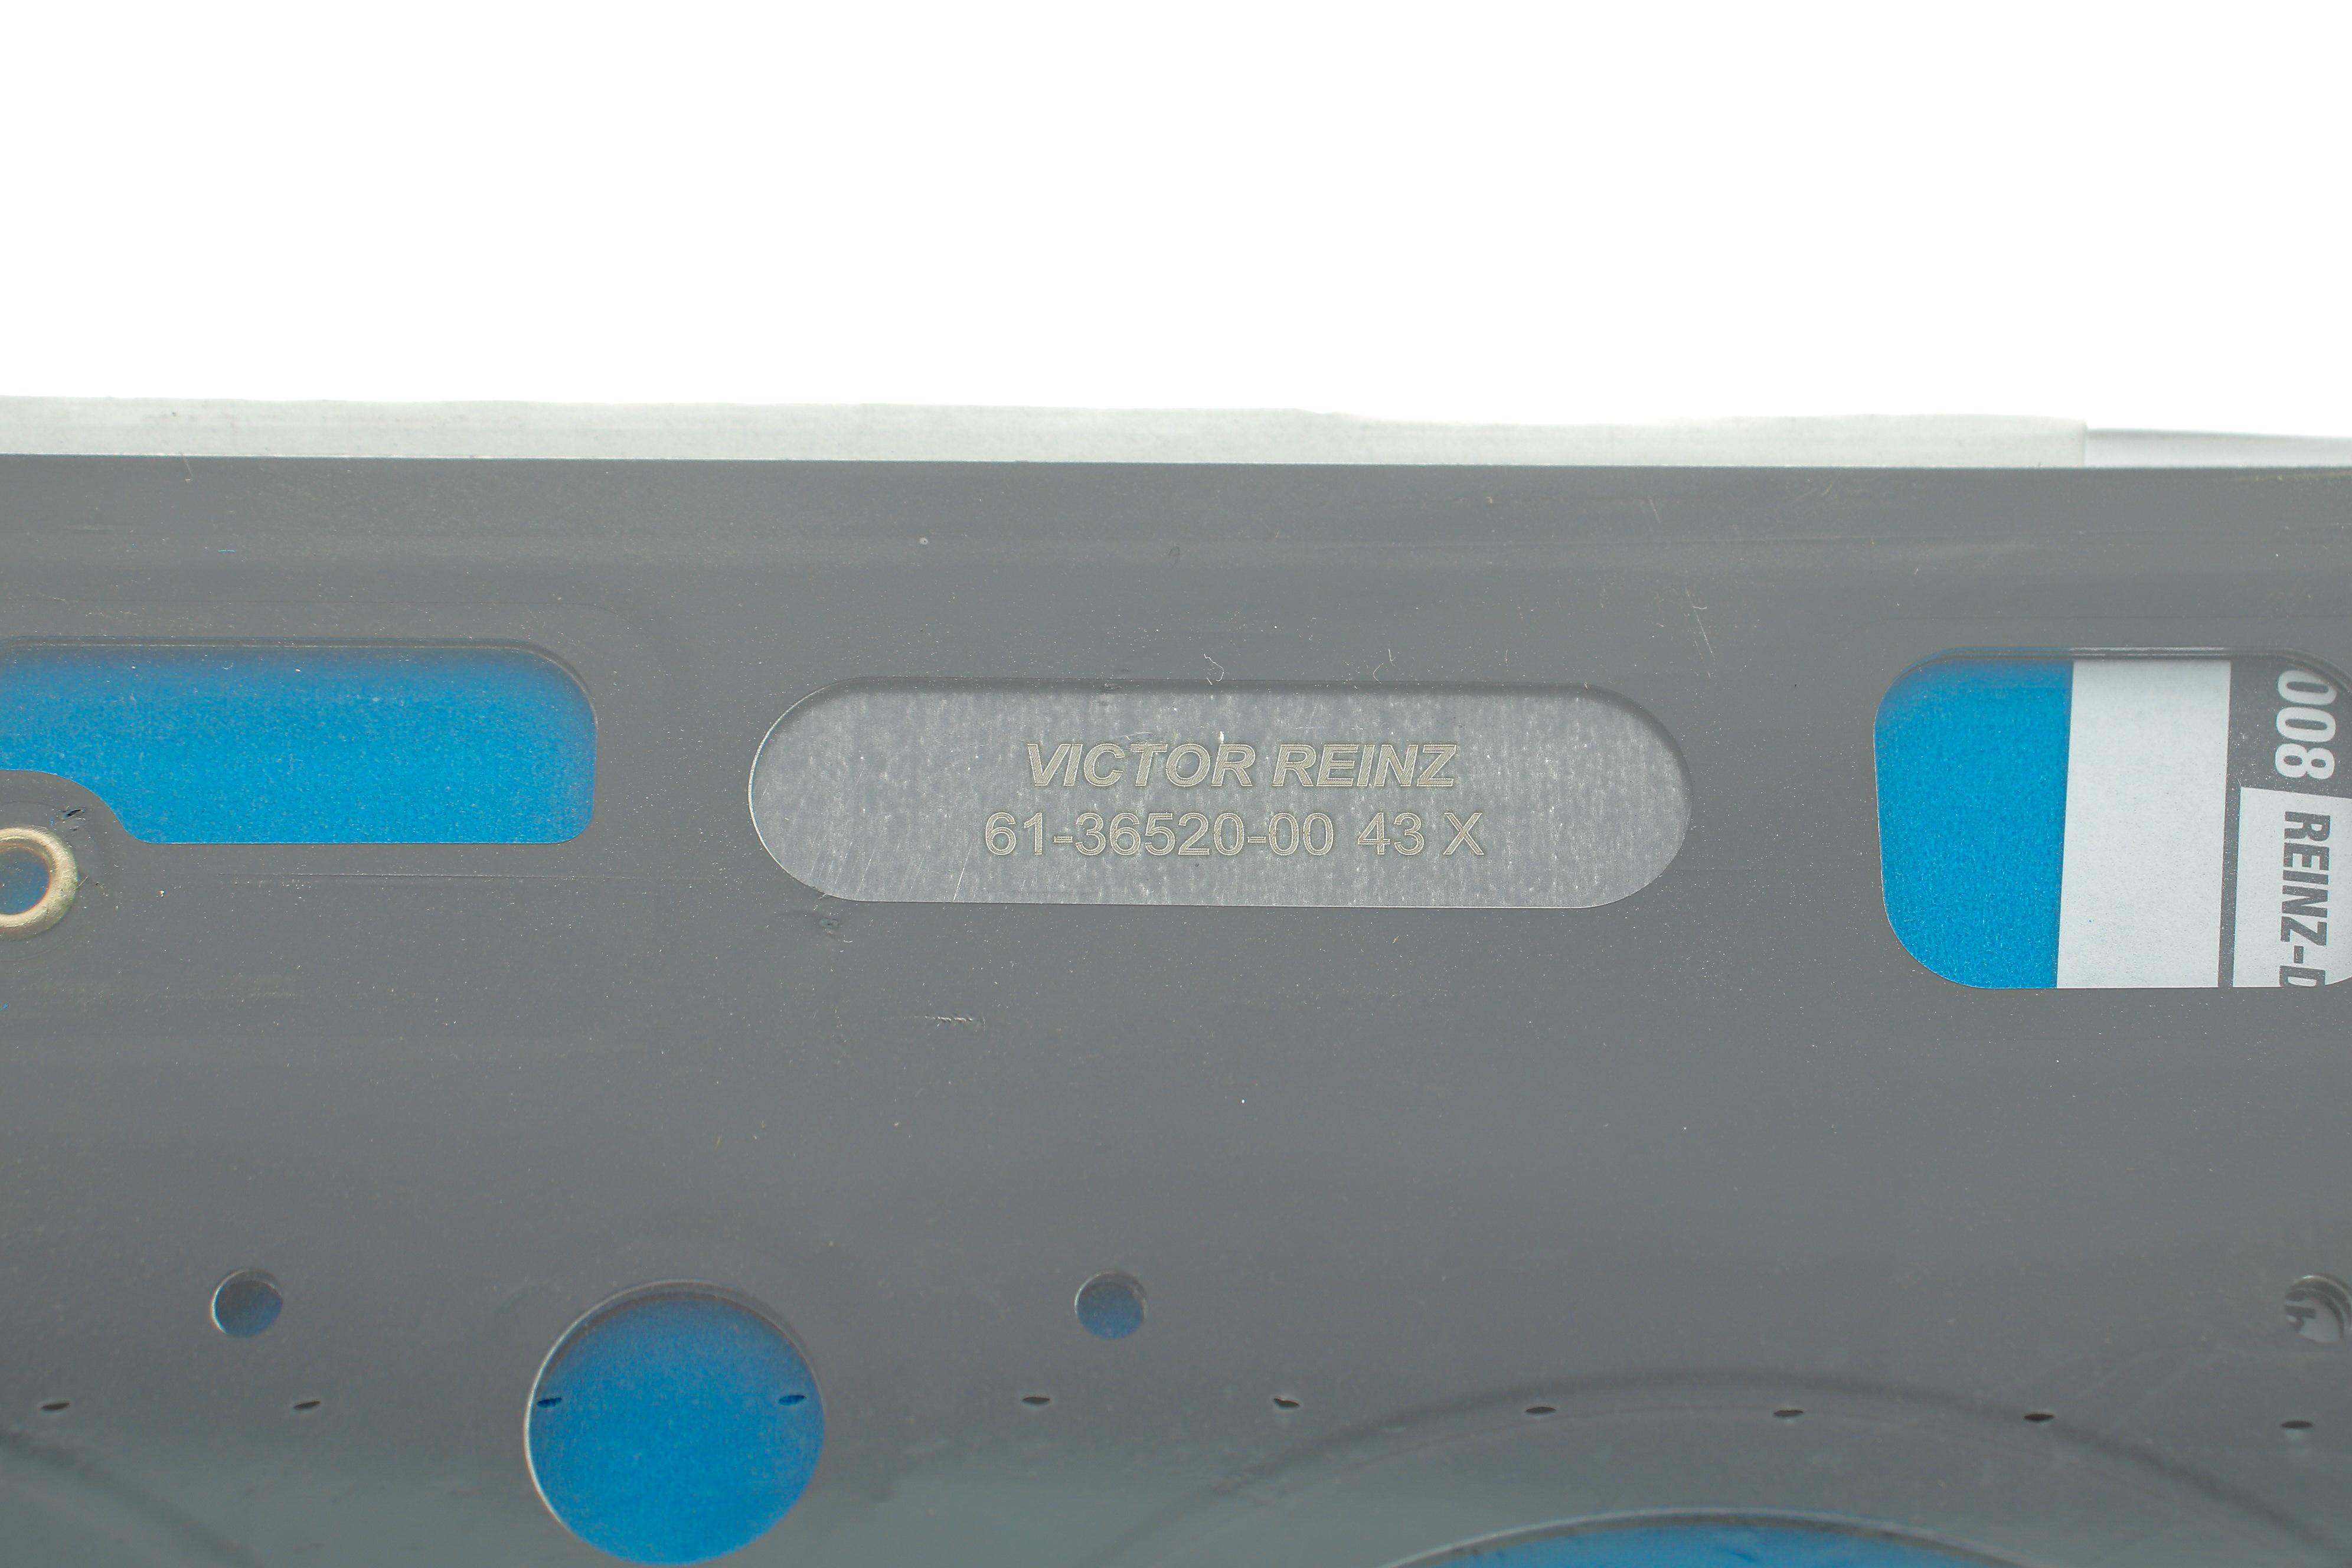 VICTOR REINZ
61-36520-00 43 X
008
REINZ-